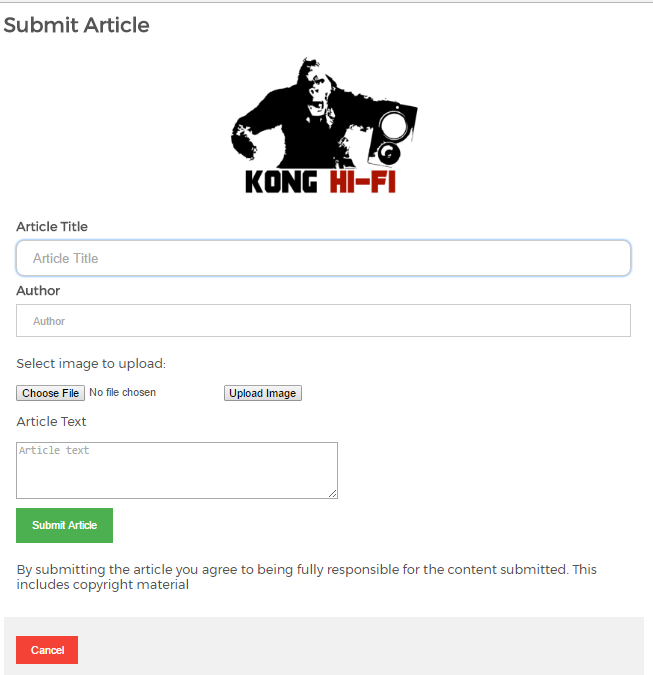 Submit Article
KONG HI-FI
Article Title
Article Title
Author
Author
Select image to upload:
Choose File No file chosen Upload Image
Article Text
Article text
Submit Article
By submitting the article you agree to being fully responsible for the content submitted. This
includes copyright material
Cancel